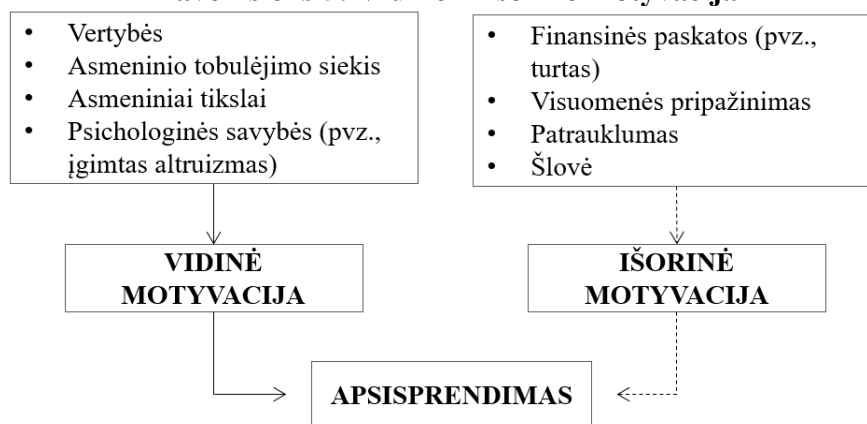 • Vertybės
• Asmeninio tobulėjimo siekis
• Asmeniniai tikslai
• Psichologinės savybės (pvz.,
įgimtas altruizmas)
• Finansinės paskatos (pvz.,
turtas)
• Visuomenės pripažinimas
• Patrauklumas
• Šlovė
VIDINĖ
MOTYVACIJA
IŠORINĖ
MOTYVACIJA
APSISPRENDIMAS